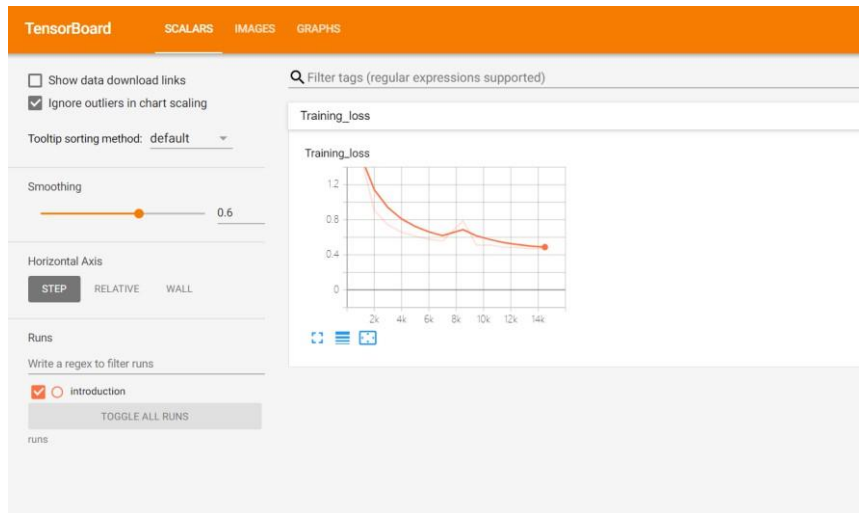 TensorBoard SCALARS IMAGES GRAPHS
Show data download links
Ignore outliers in chart scaling
Tooltip sorting method: default
Smoothing
0.6
Horizontal Axis
STEP RELATIVE WALL
Runs
Write a regex to filter runs
introduction
TOGGLE ALL RUNS
runs
Filter tags (regular expressions supported)
Training_loss
Training_loss
1.2
0.8
0.4
0
2k 4k 6k 8k 10k 12k 14k